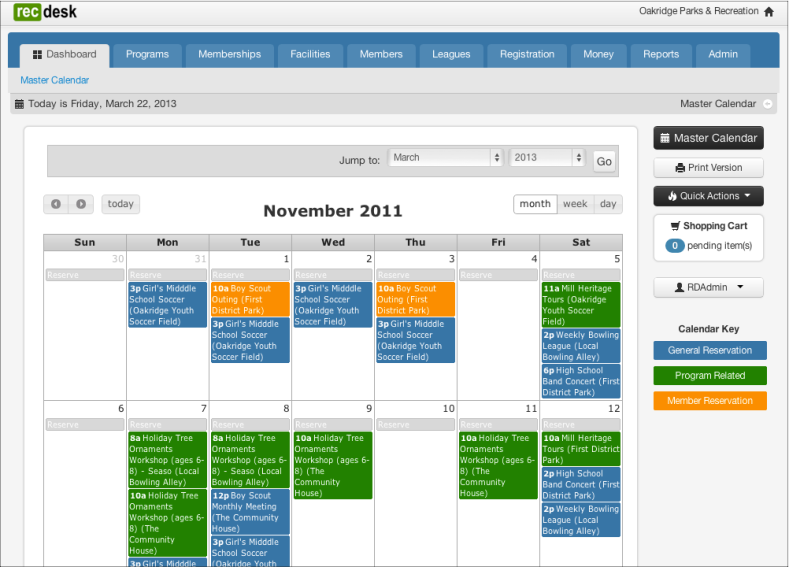 recdesk
Oakridge Parks & Recreation
Dashboard Programs Memberships Facilities Members Leagues Registration Money Reports Admin
Master Calendar
Today is Friday, March 22, 2013
Master Calendar
Jump to: March 2013 Go
today
November 2011
month week day
Sun Mon Tue Wed Thu Fri Sat
30 31 1 2 3 4 5
Reserve Reserve Reserve Reserve Reserve Reserve Reserve
3p Girl's Midddle
School Soccer
(Oakridge Youth
Soccer Field)
10a Boy Scout
Outing (First
District Park)
3p Girl's Midddle
School Soccer
(Oakridge Youth
Soccer Field)
3p Girl's Midddle
School Soccer
(Oakridge Youth
Soccer Field)
10a Boy Scout
Outing (First
District Park)
3p Girl's Midddle
School Soccer
(Oakridge Youth
Soccer Field)
11a Mill Heritage
Tours (Oakridge
Youth Soccer
Field)
2p Weekly Bowling
League (Local
Bowling Alley)
6p High School
Band Concert (First
District Park)
6 7 8 9 10 11 12
Reserve Reserve Reserve Reserve Reserve Reserve Reserve
8a Holiday Tree
Ornaments
Workshop (ages 6-
8) - Seaso (Local
Bowling Alley)
10a Holiday Tree
Ornaments
Workshop (ages 6-
8) (The
Community
House)
3p Girl's Midddle
8a Holiday Tree
Ornaments
Workshop (ages 6-
8) - Seaso (Local
Bowling Alley)
12p Boy Scout
Monthly Meeting
(The Community
House)
3p Girl's Midddle
School Soccer
(Oakridge Youth
10a Holiday Tree
Ornaments
Workshop (ages 6-
8) (The
Community
House)
10a Holiday Tree
Ornaments
Workshop (ages 6-
8) (The
Community
House)
10a Mill Heritage
Tours (First District
Park)
2p High School
Band Concert (First
District Park)
2p Weekly Bowling
League (Local
Bowling Alley)
Master Calendar
Print Version
Quick Actions
Shopping Cart
0 pending item(s)
RDAdmin
Calendar Key
General Reservation
Program Related
Member Reservation